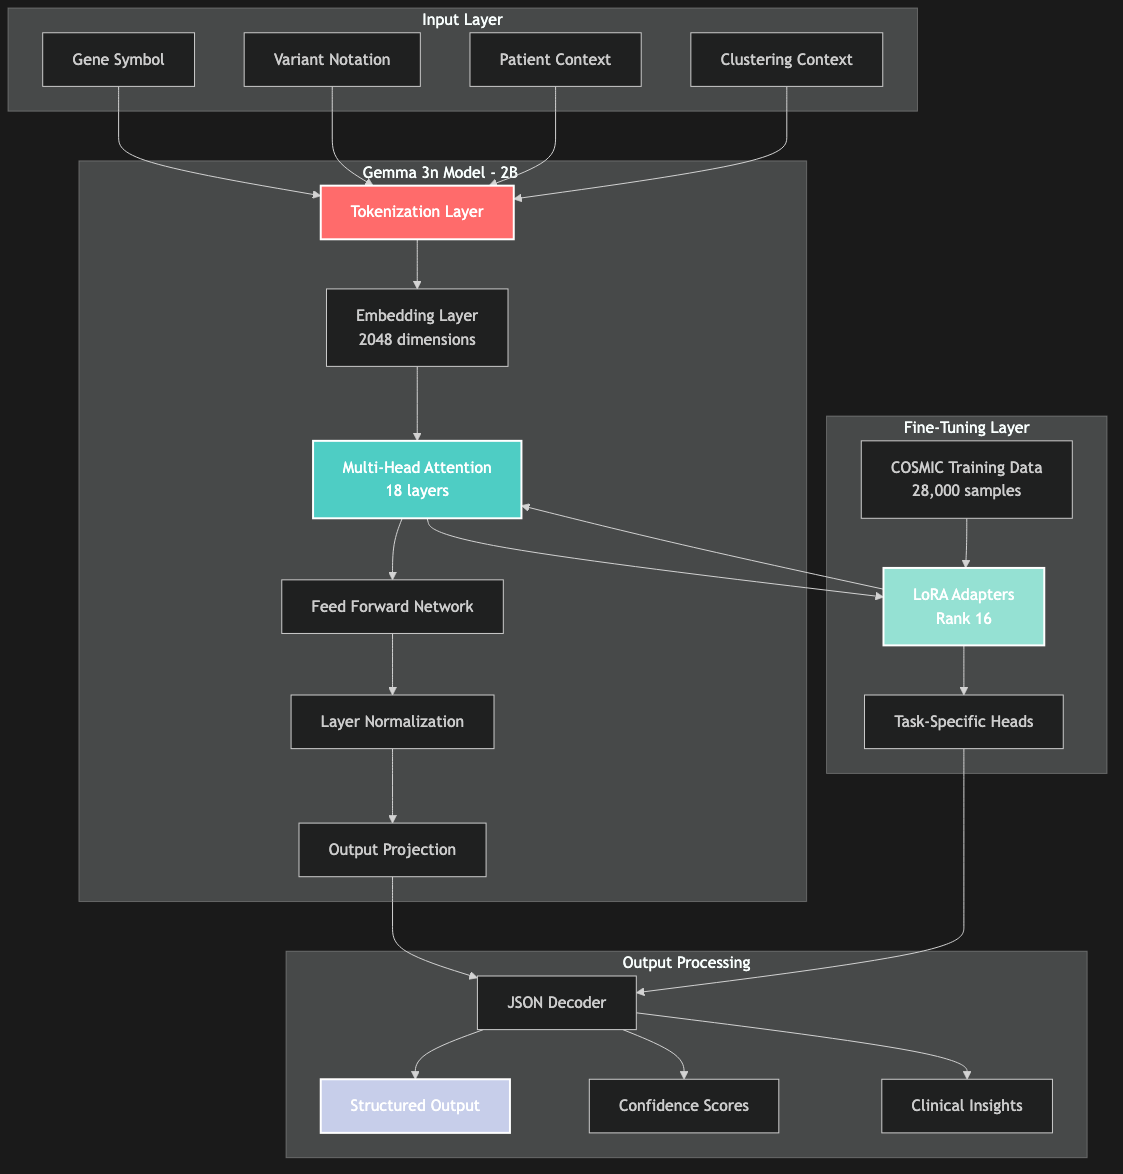 Input Layer
Gene Symbol
Variant Notation
Patient Context
Clustering Context
Gemma 3n Model - 2B
Tokenization Layer
Embedding Layer
2048 dimensions
Multi-Head Attention
18 layers
Feed Forward Network
Layer Normalization
Output Projection
Fine-Tuning Layer
COSMIC Training Data
28,000 samples
LoRA Adapters
Rank 16
Task-Specific Heads
Output Processing
JSON Decoder
Structured Output
Confidence Scores
Clinical Insights